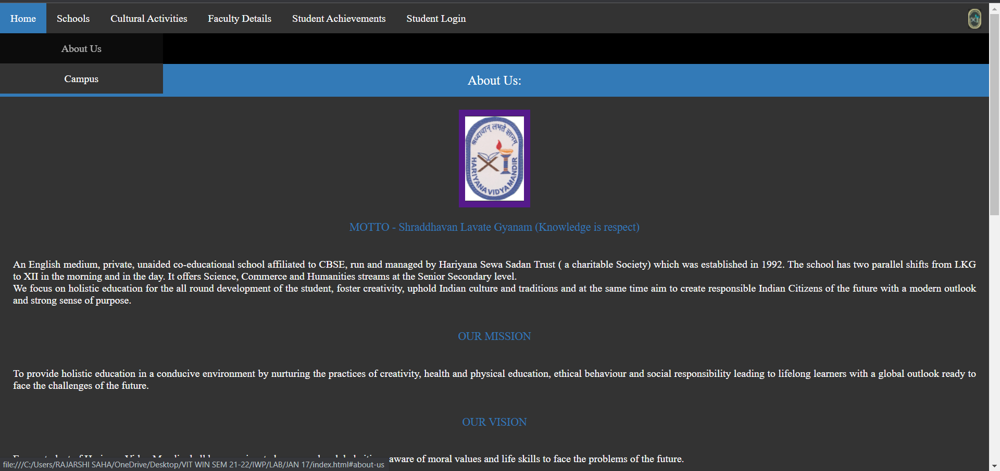 Home Schools Cultural Activities Faculty Details Student Achievements Student Login
About Us
Campus
About Us:
श्रध्दावान् लभते ज्ञानम्
HARIYANA VIDYA MANDIR
MOTTO - Shraddhavan Lavate Gyanam (Knowledge is respect)
An English medium, private, unaided co-educational school affiliated to CBSE, run and managed by Hariyana Sewa Sadan Trust ( a charitable Society) which was established in 1992. The school has two parallel shifts from LKG
to XII in the morning and in the day. It offers Science, Commerce and Humanities streams at the Senior Secondary level.
We focus on holistic education for the all round development of the student, foster creativity, uphold Indian culture and traditions and at the same time aim to create responsible Indian Citizens of the future with a modern outlook
and strong sense of purpose.
OUR MISSION
To provide holistic education in a conducive environment by nurturing the practices of creativity, health and physical education, ethical behaviour and social responsibility leading to lifelong learners with a global outlook ready to
face the challenges of the future.
OUR VISION
aware of moral values and life skills to face the problems of the future.
file:///C:/Users/RAJARSHI SAHA/OneDrive/Desktop/VIT WIN SEM 21-22/IWP/LAB/JAN 17/index.html#about-us